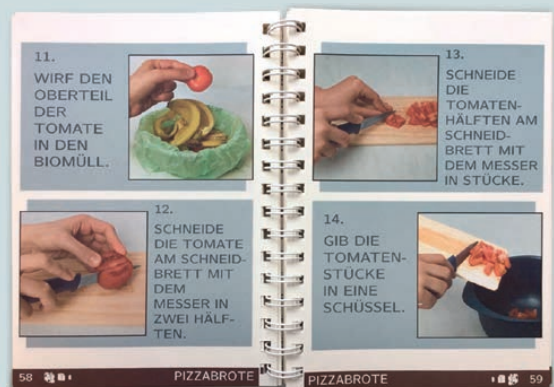 11.
WIRF DEN
OBERTEIL
DER
TOMATE
IN DEN
BIOMÜLL.
12.
SCHNEIDE
DIE TOMATE
AM SCHNEID-
BRETT MIT
DEM
MESSER IN
ZWEI HÄLF-
TEN.
58
PIZZABROTE
13.
SCHNEIDE
DIE
TOMATEN-
HÄLFTEN AM
SCHNEID-
BRETT MIT
DEM MESSER
IN STÜCKE.
14.
GIB DIE
TOMATEN-
STÜCKE
IN EINE
SCHÜSSEL.
PIZZABROTE
59